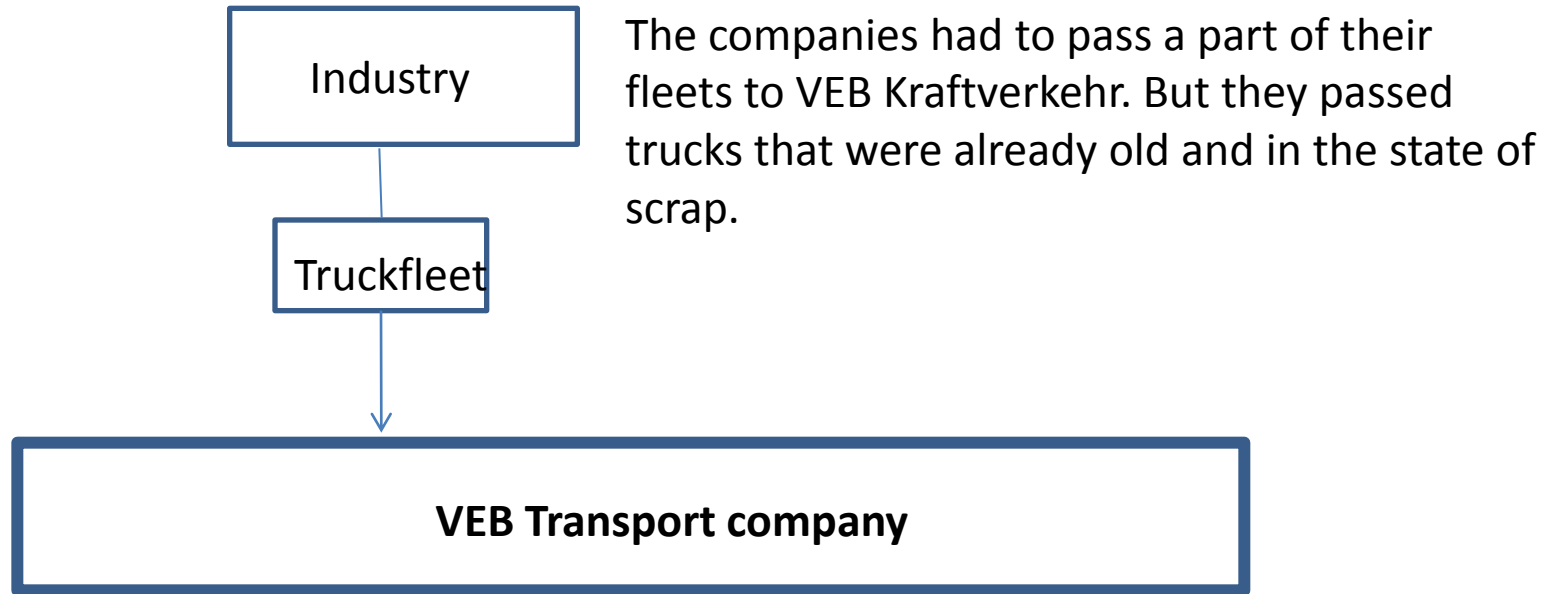 Industry
The companies had to pass a part of their
fleets to VEB Kraftverkehr. But they passed
trucks that were already old and in the state of
scrap.
Truckfleet
VEB Transport company